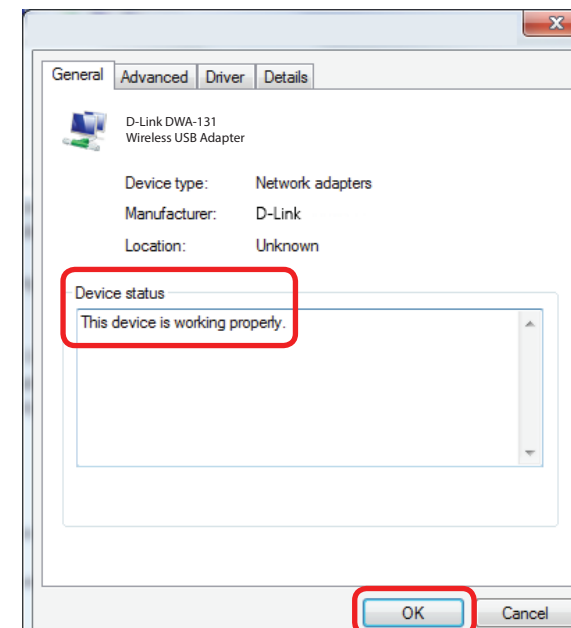 General Advanced Driver Details
D-Link DWA-131
Wireless USB Adapter
Device type: Network adapters
Manufacturer: D-Link
Location: Unknown
Device status
This device is working properly.
OK Cancel